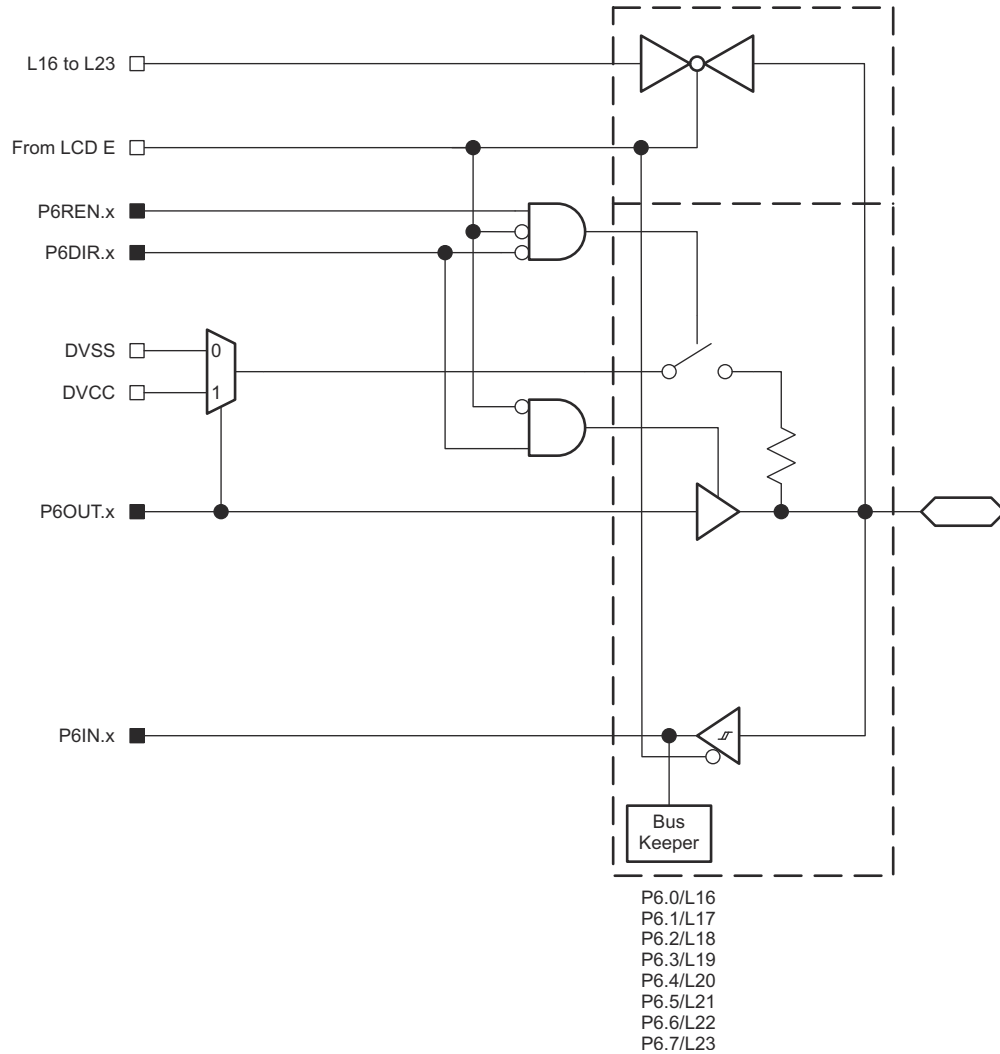 L16 to L23
From LCD E
P6REN.x
P6DIR.x
DVSS
0
DVCC
1
P6OUT.x
P6IN.x
Bus
Keeper
P6.0/L16
P6.1/L17
P6.2/L18
P6.3/L19
P6.4/L20
P6.5/L21
P6.6/L22
P6.7/L23